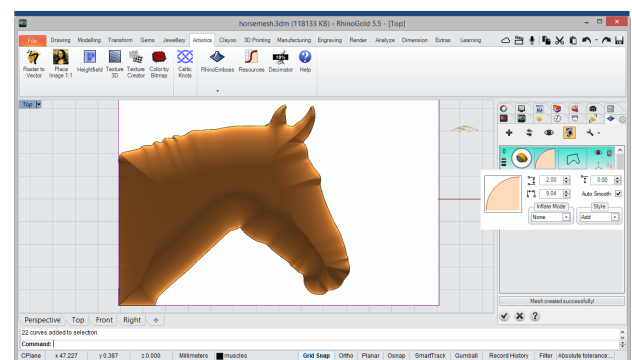 horsemesh.3dm (118133 KB) - RhinoGold 5.5 - [Top]
File Drawing Modelling Transform Gems Jewellery Artistics Clayoo 3D Printing Manufacturing Engraving Render Analyze Dimension Extras Learning
Raster to Vector
Place Image 1:1
Heightfield
Texture 3D
Texture Creator
Color by Bitmap
Celtic Knots
RhinoEmboss
Resources
Decimator
Help
Top
2.00 0.00
9.04 Auto Smooth
Inflate Mode Style
None Add
Mesh created successfully!
Perspective Top Front Right
22 curves added to selection.
Command:
CPlane x 47.227 y 0.387 z 0.000 Millimeters muscles Grid Snap Ortho Planar Osnap SmartTrack Gumball Record History Filter Absolute tolerance:...